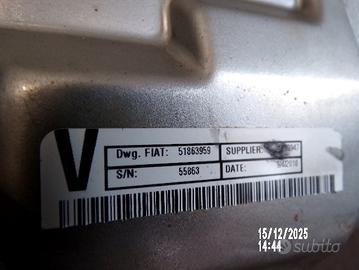 V
Dwg. FIAT: 51863959 SUPPLIER:
S/N: 55863 DATE:
15/12/2025
14:44
subito